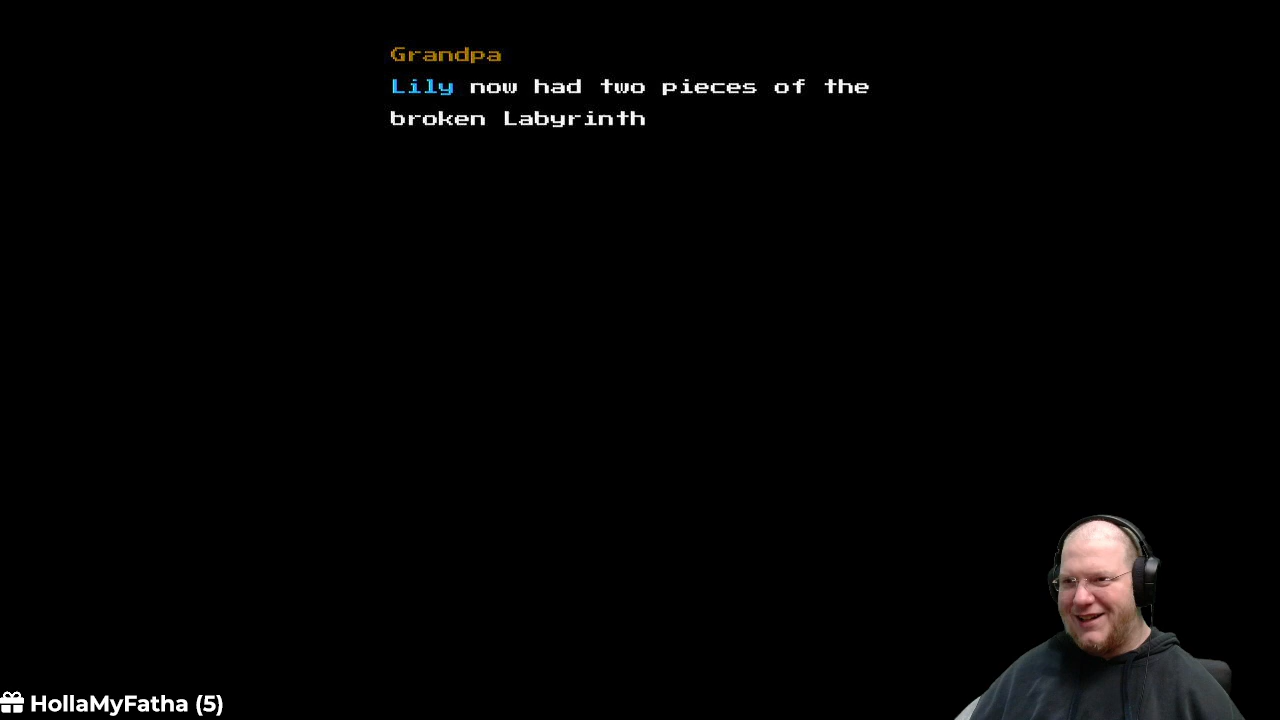 Grandpa
Lily now had two pieces of the
broken Labyrinth
HollaMyFatha (5)